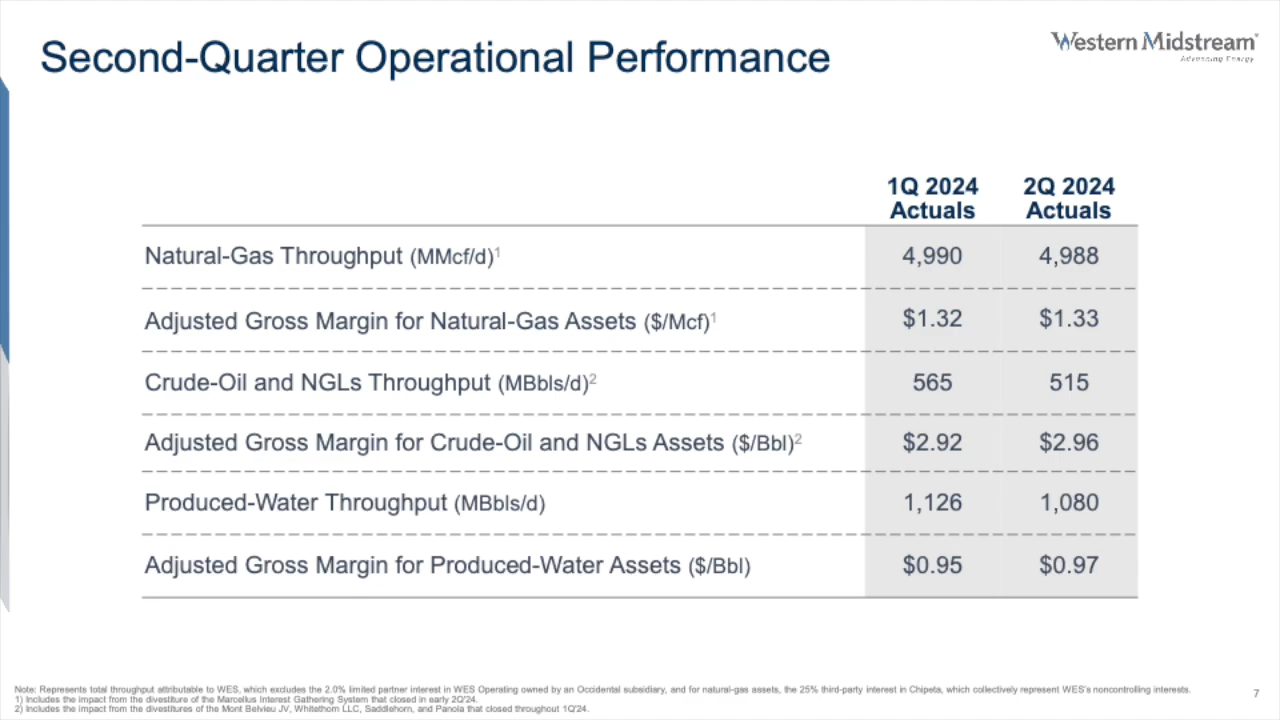 Second-Quarter Operational Performance
Western Midstream
Advancing Energy
1Q 2024 2Q 2024
Actuals Actuals
Natural-Gas Throughput (MMcf/d)¹ 4,990 4,988
Adjusted Gross Margin for Natural-Gas Assets ($/Mcf)¹ $1.32 $1.33
Crude-Oil and NGLs Throughput (MBbls/d)² 565 515
Adjusted Gross Margin for Crude-Oil and NGLs Assets ($/Bbl)² $2.92 $2.96
Produced-Water Throughput (MBbls/d) 1,126 1,080
Adjusted Gross Margin for Produced-Water Assets ($/Bbl) $0.95 $0.97
Note: Represents total throughput attributable to WES, which excludes the 2.0% limited partner interest in WES Operating owned by an Occidental subsidiary, and for natural-gas assets, the 25% third-party interest in Chipeta, which collectively represent WES's noncontrolling interests.
1) Includes the impact from the divestiture of the Marcellus Interest Gathering System that closed in early 2Q'24.
2) Includes the impact from the divestitures of the Mont Belvieu JV, Whitethorn LLC, Saddlehorn, and Panola that closed throughout 1Q'24.
7